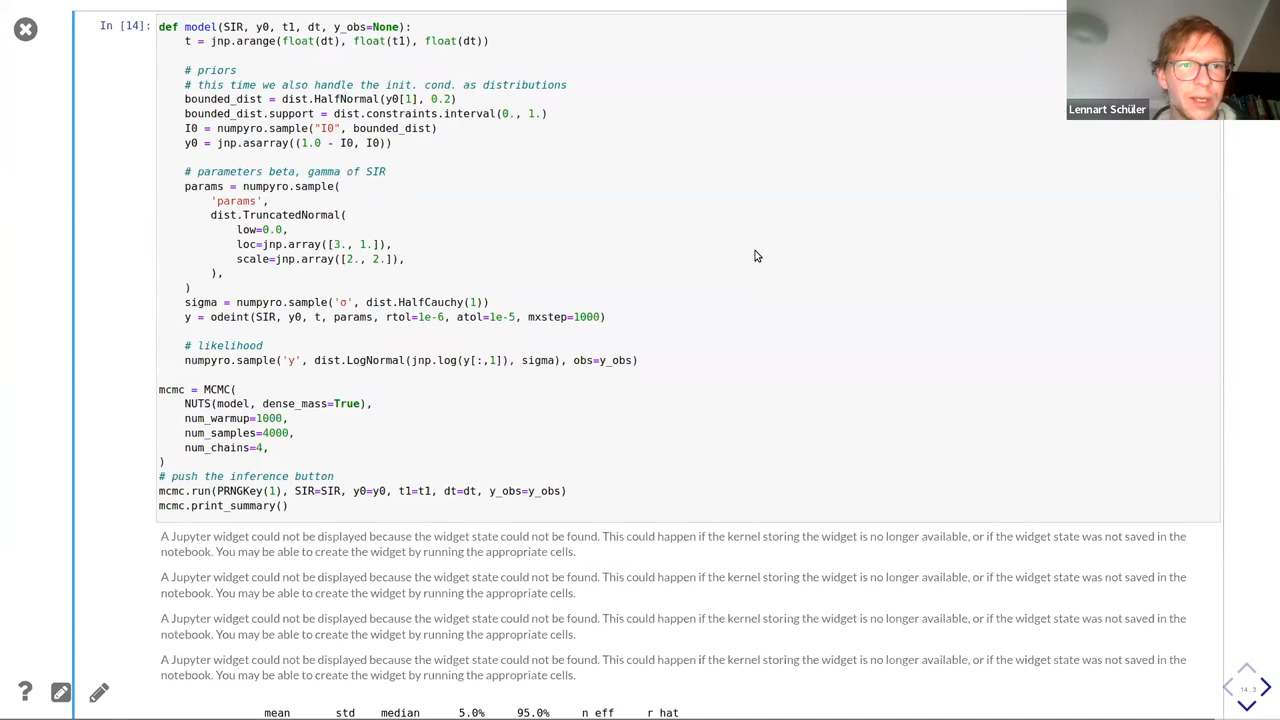 In [14]:
def model(SIR, y0, t1, dt, y_obs=None):
    t = jnp.arange(float(dt), float(t1), float(dt))

    # priors
    # this time we also handle the init. cond. as distributions
    bounded_dist = dist.HalfNormal(y0[1], 0.2)
    bounded_dist.support = dist.constraints.interval(0., 1.)
    I0 = numpyro.sample("I0", bounded_dist)
    y0 = jnp.asarray((1.0 - I0, I0))

    # parameters beta, gamma of SIR
    params = numpyro.sample(
        'params',
        dist.TruncatedNormal(
            low=0.0,
            loc=jnp.array([3., 1.]),
            scale=jnp.array([2., 2.]),
        ),
    )
    sigma = numpyro.sample('σ', dist.HalfCauchy(1))
    y = odeint(SIR, y0, t, params, rtol=1e-6, atol=1e-5, mxstep=1000)

    # likelihood
    numpyro.sample('y', dist.LogNormal(jnp.log(y[:,1]), sigma), obs=y_obs)

mcmc = MCMC(
    NUTS(model, dense_mass=True),
    num_warmup=1000,
    num_samples=4000,
    num_chains=4,
)
# push the inference button
mcmc.run(PRNGKey(1), SIR=SIR, y0=y0, t1=t1, dt=dt, y_obs=y_obs)
mcmc.print_summary()
Lennart Schüler
A Jupyter widget could not be displayed because the widget state could not be found. This could happen if the kernel storing the widget is no longer available, or if the widget state was not saved in the
notebook. You may be able to create the widget by running the appropriate cells.
A Jupyter widget could not be displayed because the widget state could not be found. This could happen if the kernel storing the widget is no longer available, or if the widget state was not saved in the
notebook. You may be able to create the widget by running the appropriate cells.
A Jupyter widget could not be displayed because the widget state could not be found. This could happen if the kernel storing the widget is no longer available, or if the widget state was not saved in the
notebook. You may be able to create the widget by running the appropriate cells.
A Jupyter widget could not be displayed because the widget state could not be found. This could happen if the kernel storing the widget is no longer available, or if the widget state was not saved in the
notebook. You may be able to create the widget by running the appropriate cells.
mean std median 5.0% 95.0% n_eff r_hat
?
14.3